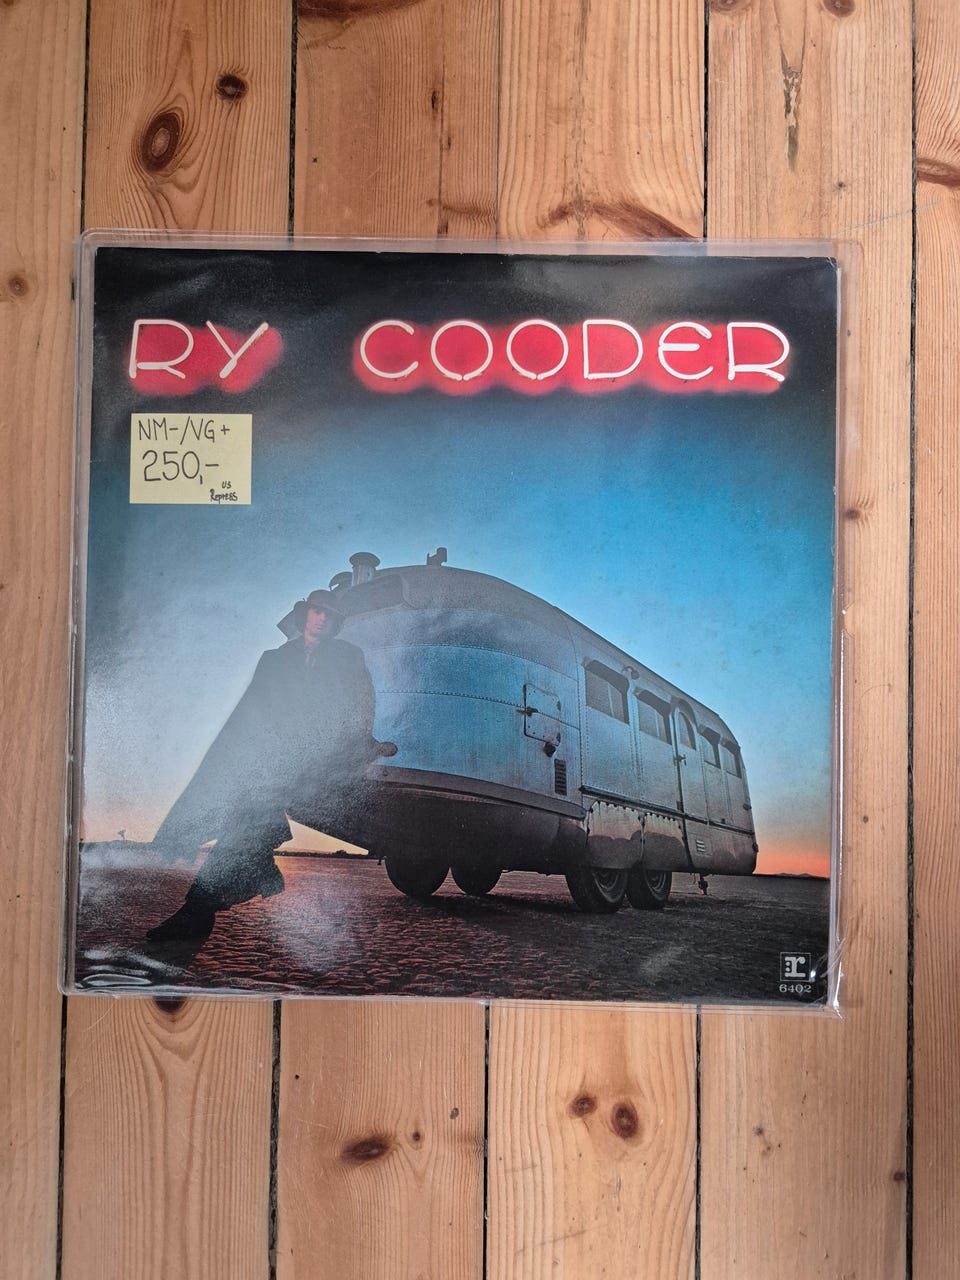 RY COODER
NM-/VG+
250,-
US
Repress
r
6402